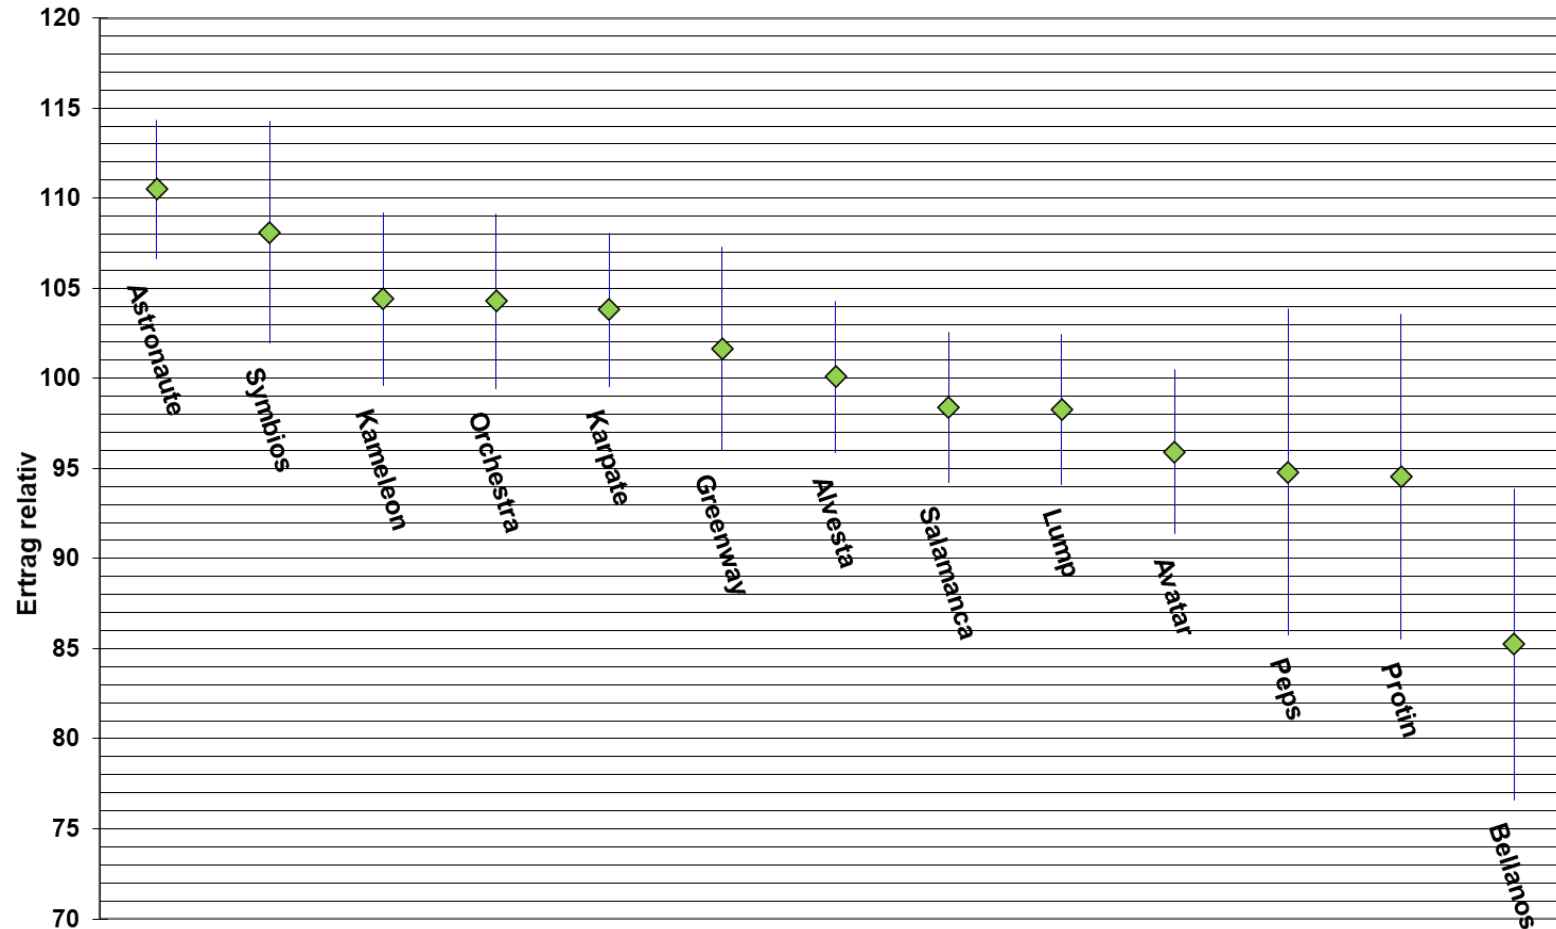 120
115
110
105
100
95
90
85
80
75
70
Ertrag relativ
Astronaute
Symbios
Kameleon
Orchestra
Karpate
Greenway
Alvesta
Salamanca
Lump
Avatar
Peps
Protin
Bellanos